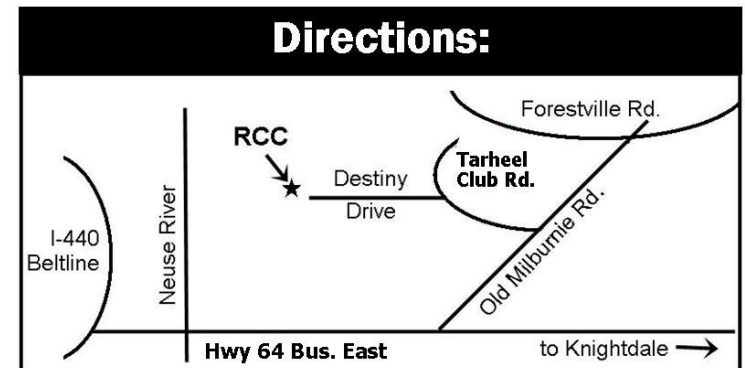 Directions:
Forestville Rd.
RCC
Tarheel
Club Rd.
Destiny
Drive
I-440
Beltline
Neuse River
Old Milburnie Rd.
Hwy 64 Bus. East
to Knightdale